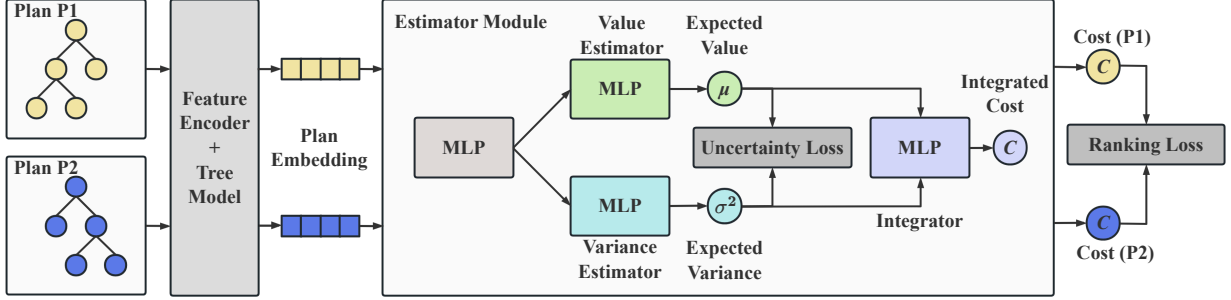 Plan P1
Plan P2
Feature
Encoder
+
Tree
Model
Plan
Embedding
Estimator Module
MLP
Value
Estimator
MLP
Expected
Value
μ
Uncertainty Loss
MLP
Variance
Estimator
σ²
Expected
Variance
MLP
Integrator
Integrated
Cost
C
Cost (P1)
C
Ranking Loss
C
Cost (P2)